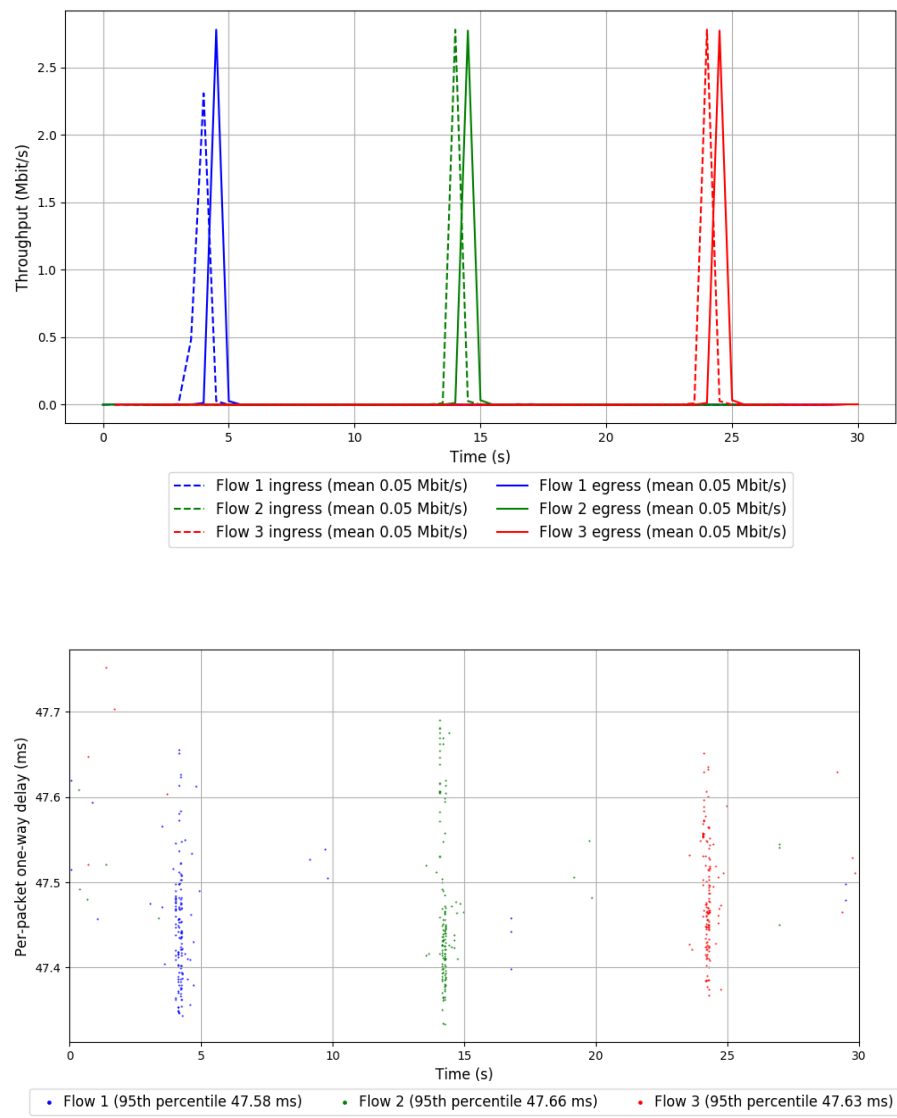 2.5
2.0
1.5
1.0
0.5
0.0
Throughput (Mbit/s)
0 5 10 15 20 25 30
Time (s)
Flow 1 ingress (mean 0.05 Mbit/s) Flow 1 egress (mean 0.05 Mbit/s)
Flow 2 ingress (mean 0.05 Mbit/s) Flow 2 egress (mean 0.05 Mbit/s)
Flow 3 ingress (mean 0.05 Mbit/s) Flow 3 egress (mean 0.05 Mbit/s)
47.7
47.6
47.5
47.4
Per-packet one-way delay (ms)
0 5 10 15 20 25 30
Time (s)
Flow 1 (95th percentile 47.58 ms) Flow 2 (95th percentile 47.66 ms) Flow 3 (95th percentile 47.63 ms)